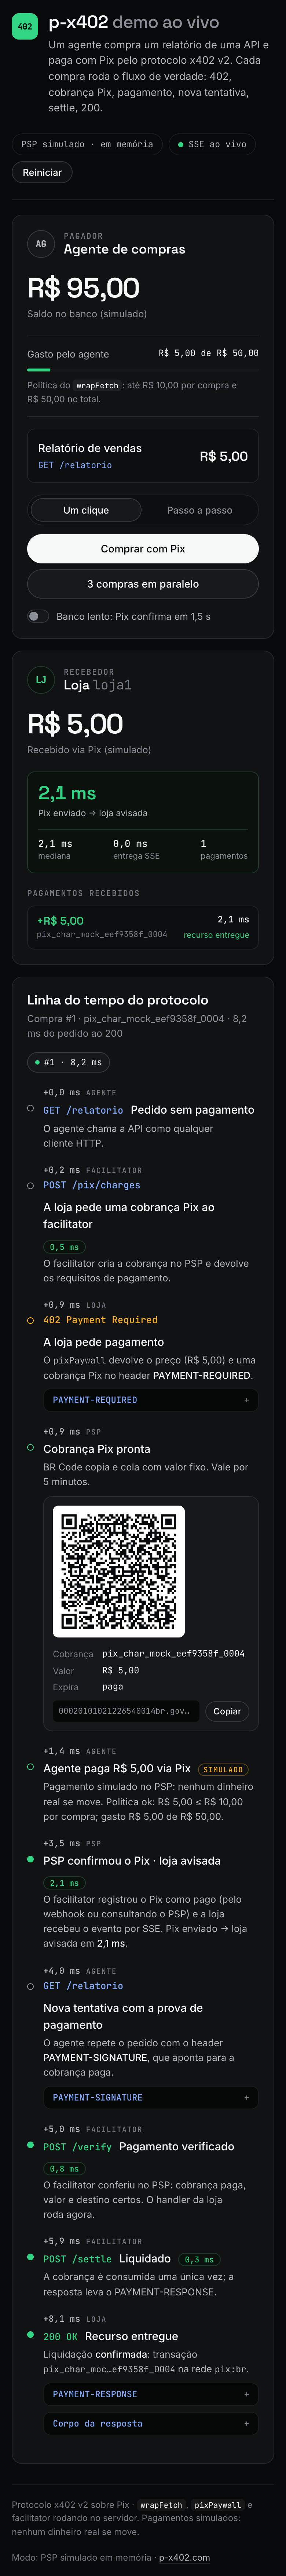 402
p-x402 demo ao vivo
Um agente compra um relatório de uma API e
paga com Pix pelo protocolo x402 v2. Cada
compra roda o fluxo de verdade: 402,
cobrança Pix, pagamento, nova tentativa,
settle, 200.
PSP simulado · em memória
SSE ao vivo
Reiniciar
AG
PAGADOR
Agente de compras
R$ 95,00
Saldo no banco (simulado)
Gasto pelo agente
R$ 5,00 de R$ 50,00
Política do wrapFetch: até R$ 10,00 por compra e
R$ 50,00 no total.
Relatório de vendas
GET /relatorio
R$ 5,00
Um clique
Passo a passo
Comprar com Pix
3 compras em paralelo
Banco lento: Pix confirma em 1,5 s
LJ
RECEBEDOR
Loja loja1
R$ 5,00
Recebido via Pix (simulado)
2,1 ms
Pix enviado → loja avisada
2,1 ms
mediana
0,0 ms
entrega SSE
1
pagamentos
PAGAMENTOS RECEBIDOS
+R$ 5,00
pix_char_mock_eef9358f_0004
2,1 ms
recurso entregue
Linha do tempo do protocolo
Compra #1 · pix_char_mock_eef9358f_0004 · 8,2
ms do pedido ao 200
#1 · 8,2 ms
+0,0 ms AGENTE
GET /relatorio Pedido sem pagamento
O agente chama a API como qualquer
cliente HTTP.
+0,2 ms FACILITATOR
POST /pix/charges
A loja pede uma cobrança Pix ao
facilitator
0,5 ms
O facilitator cria a cobrança no PSP e devolve
os requisitos de pagamento.
+0,9 ms LOJA
402 Payment Required
A loja pede pagamento
O pixPaywall devolve o preço (R$ 5,00) e uma
cobrança Pix no header PAYMENT-REQUIRED.
PAYMENT-REQUIRED +
+0,9 ms PSP
Cobrança Pix pronta
BR Code copia e cola com valor fixo. Vale por
5 minutos.
Cobrança pix_char_mock_eef9358f_0004
Valor R$ 5,00
Expira paga
00020101021226540014br.gov…
Copiar
+1,4 ms AGENTE
Agente paga R$ 5,00 via Pix SIMULADO
Pagamento simulado no PSP: nenhum dinheiro
real se move. Política ok: R$ 5,00 ≤ R$ 10,00
por compra; gasto R$ 5,00 de R$ 50,00.
+3,5 ms PSP
PSP confirmou o Pix · loja avisada
2,1 ms
O facilitator registrou o Pix como pago (pelo
webhook ou consultando o PSP) e a loja
recebeu o evento por SSE. Pix enviado → loja
avisada em 2,1 ms.
+4,0 ms AGENTE
GET /relatorio
Nova tentativa com a prova de
pagamento
O agente repete o pedido com o header
PAYMENT-SIGNATURE, que aponta para a
cobrança paga.
PAYMENT-SIGNATURE +
+5,0 ms FACILITATOR
POST /verify Pagamento verificado
0,8 ms
O facilitator conferiu no PSP: cobrança paga,
valor e destino certos. O handler da loja
roda agora.
+5,9 ms FACILITATOR
POST /settle Liquidado 0,3 ms
A cobrança é consumida uma única vez; a
resposta leva o PAYMENT-RESPONSE.
+8,1 ms LOJA
200 OK Recurso entregue
Liquidação confirmada: transação
pix_char_moc…ef9358f_0004 na rede pix:br.
PAYMENT-RESPONSE +
Corpo da resposta +
Protocolo x402 v2 sobre Pix · wrapFetch, pixPaywall e
facilitator rodando no servidor. Pagamentos simulados:
nenhum dinheiro real se move.
Modo: PSP simulado em memória · p-x402.com